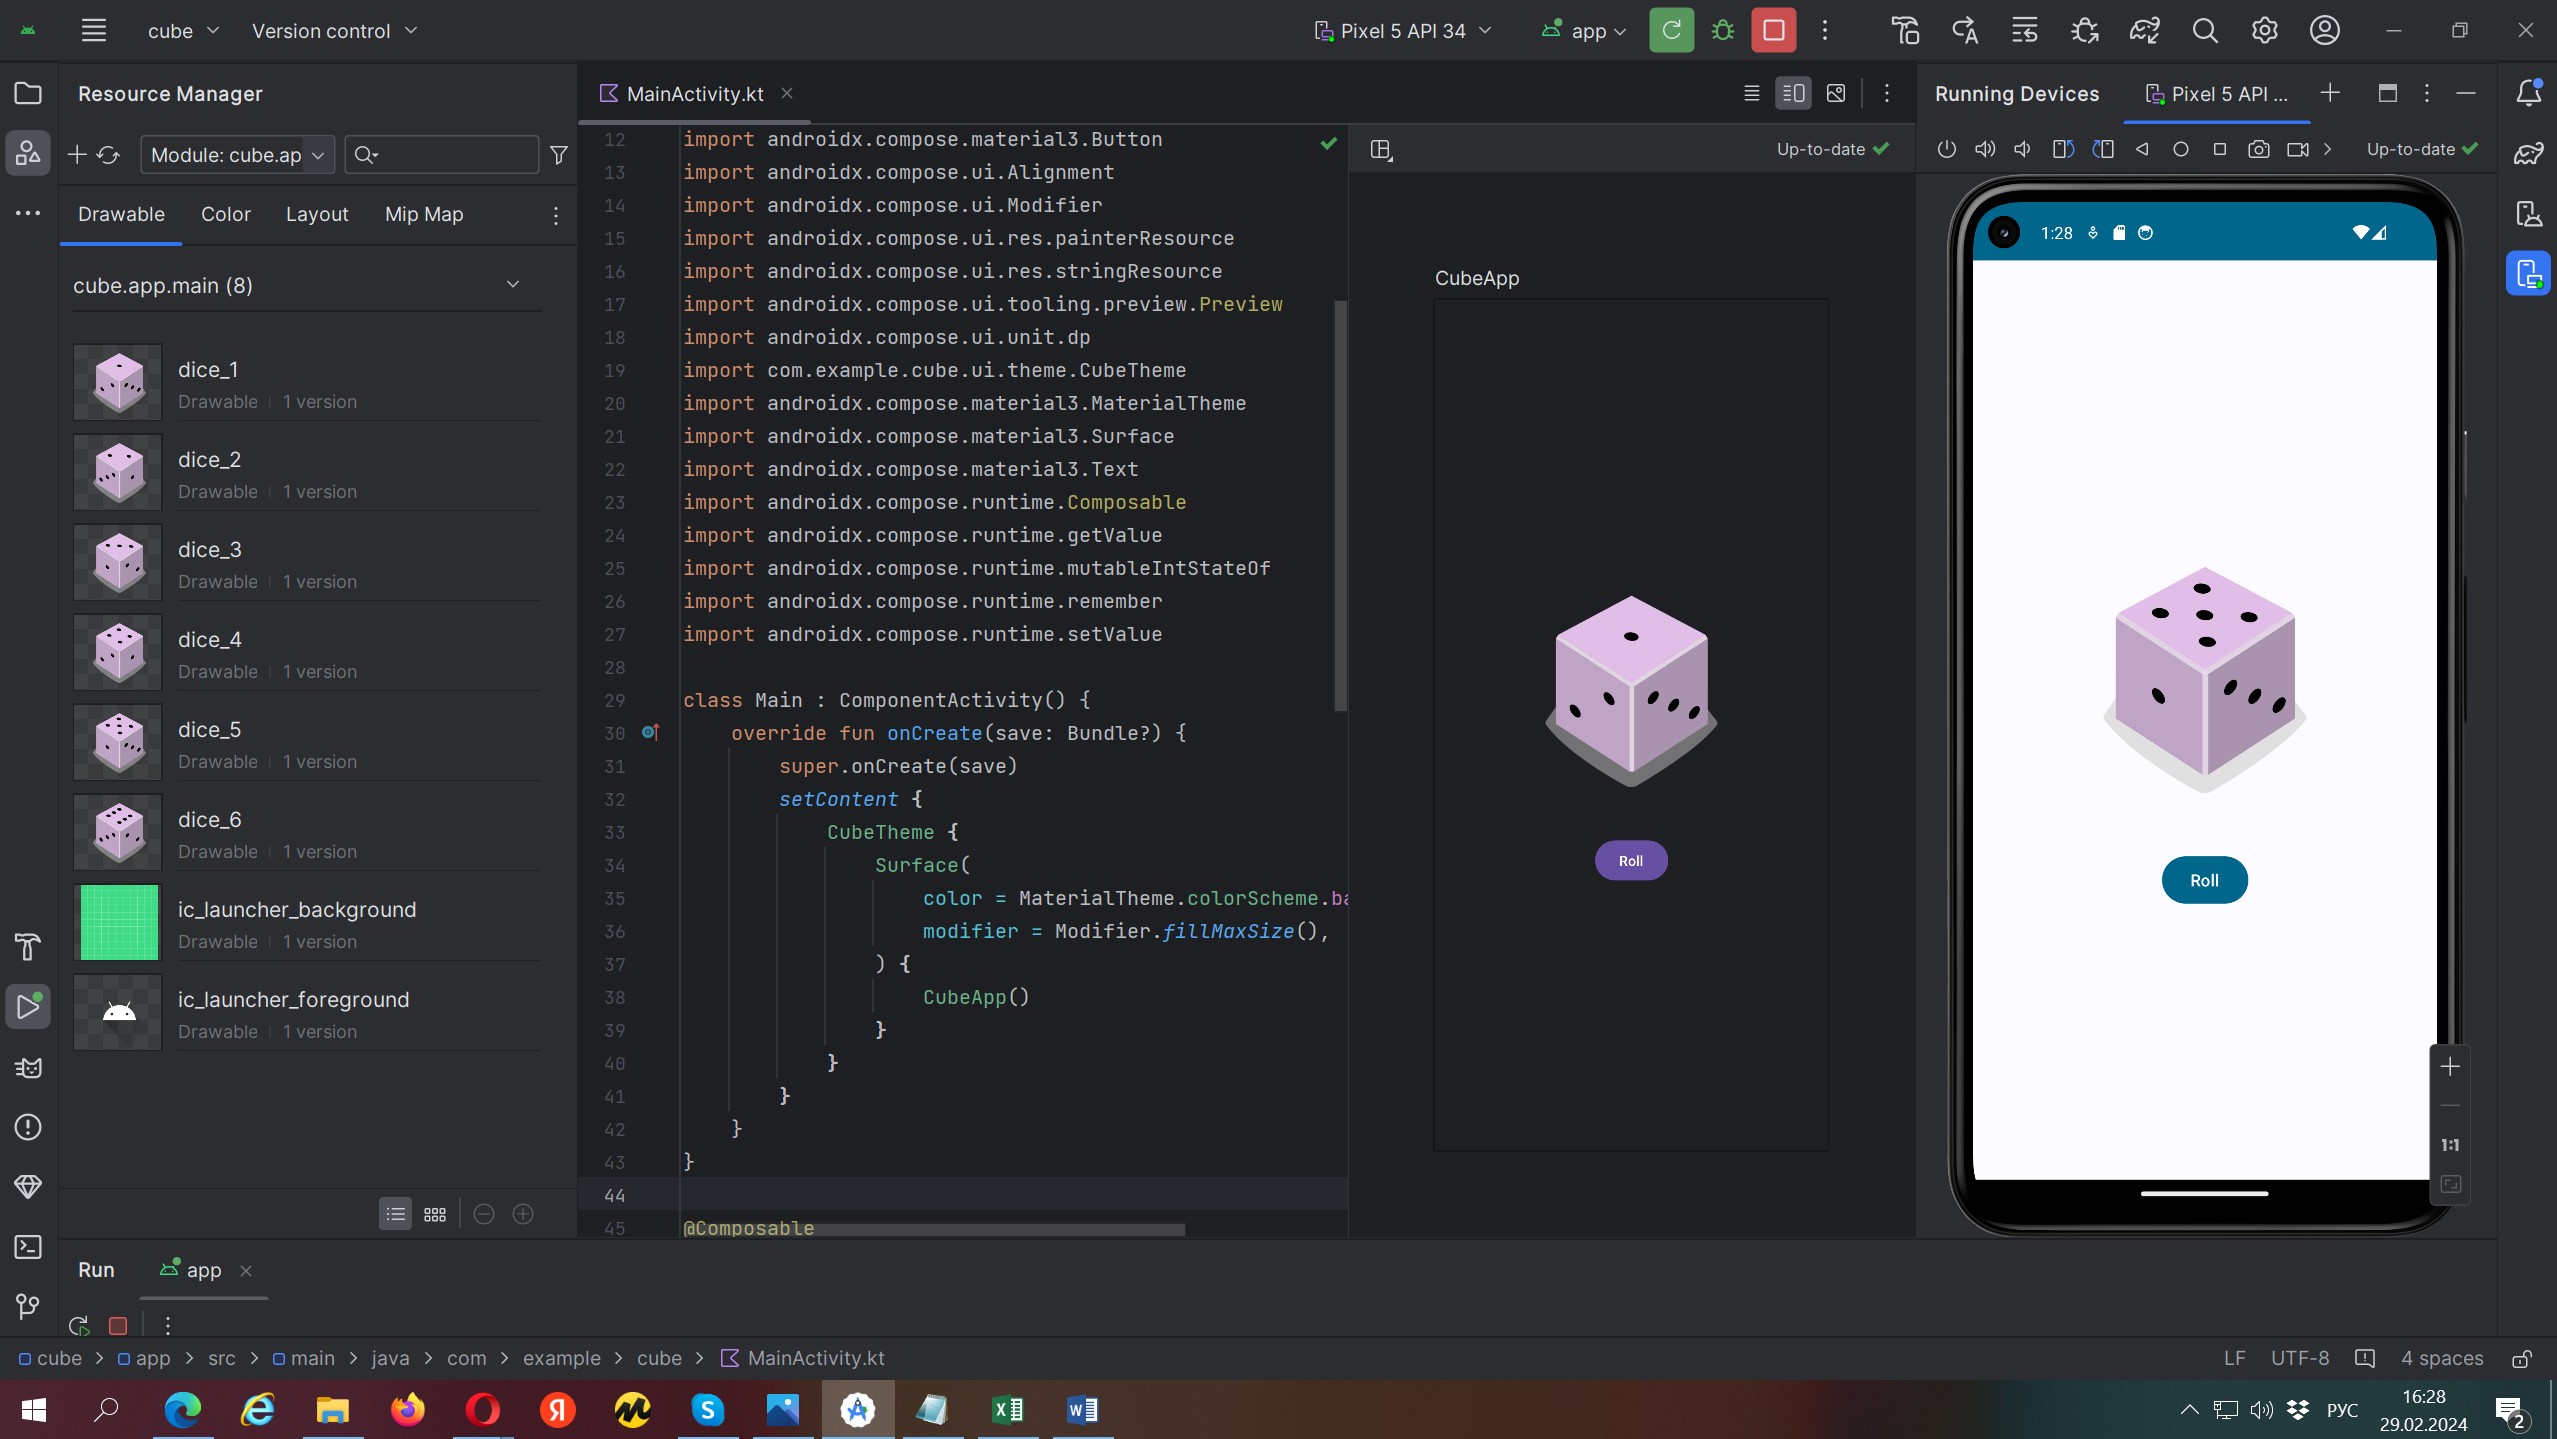 cube
Version control
Pixel 5 API 34
app
Resource Manager
Module: cube.ap
Drawable
Color
Layout
Mip Map
cube.app.main (8)
dice_1
Drawable | 1 version
dice_2
Drawable | 1 version
dice_3
Drawable | 1 version
dice_4
Drawable | 1 version
dice_5
Drawable | 1 version
dice_6
Drawable | 1 version
ic_launcher_background
Drawable | 1 version
ic_launcher_foreground
Drawable | 1 version
MainActivity.kt
12 import androidx.compose.material3.Button
13 import androidx.compose.ui.Alignment
14 import androidx.compose.ui.Modifier
15 import androidx.compose.ui.res.painterResource
16 import androidx.compose.ui.res.stringResource
17 import androidx.compose.ui.tooling.preview.Preview
18 import androidx.compose.ui.unit.dp
19 import com.example.cube.ui.theme.CubeTheme
20 import androidx.compose.material3.MaterialTheme
21 import androidx.compose.material3.Surface
22 import androidx.compose.material3.Text
23 import androidx.compose.runtime.Composable
24 import androidx.compose.runtime.getValue
25 import androidx.compose.runtime.mutableIntStateOf
26 import androidx.compose.runtime.remember
27 import androidx.compose.runtime.setValue
28
29 class Main : ComponentActivity() {
30 override fun onCreate(save: Bundle?) {
31 super.onCreate(save)
32 setContent {
33 CubeTheme {
34 Surface(
35 color = MaterialTheme.colorScheme.ba
36 modifier = Modifier.fillMaxSize(),
37 ) {
38 CubeApp()
39 }
40 }
41 }
42 }
43 }
44
45 @Composable
Up-to-date
CubeApp
Roll
Running Devices
Pixel 5 API ...
Up-to-date
1:28
Roll
1:1
Run
app
cube > app > src > main > java > com > example > cube > MainActivity.kt
LF
UTF-8
4 spaces
РУС
16:28
29.02.2024
2